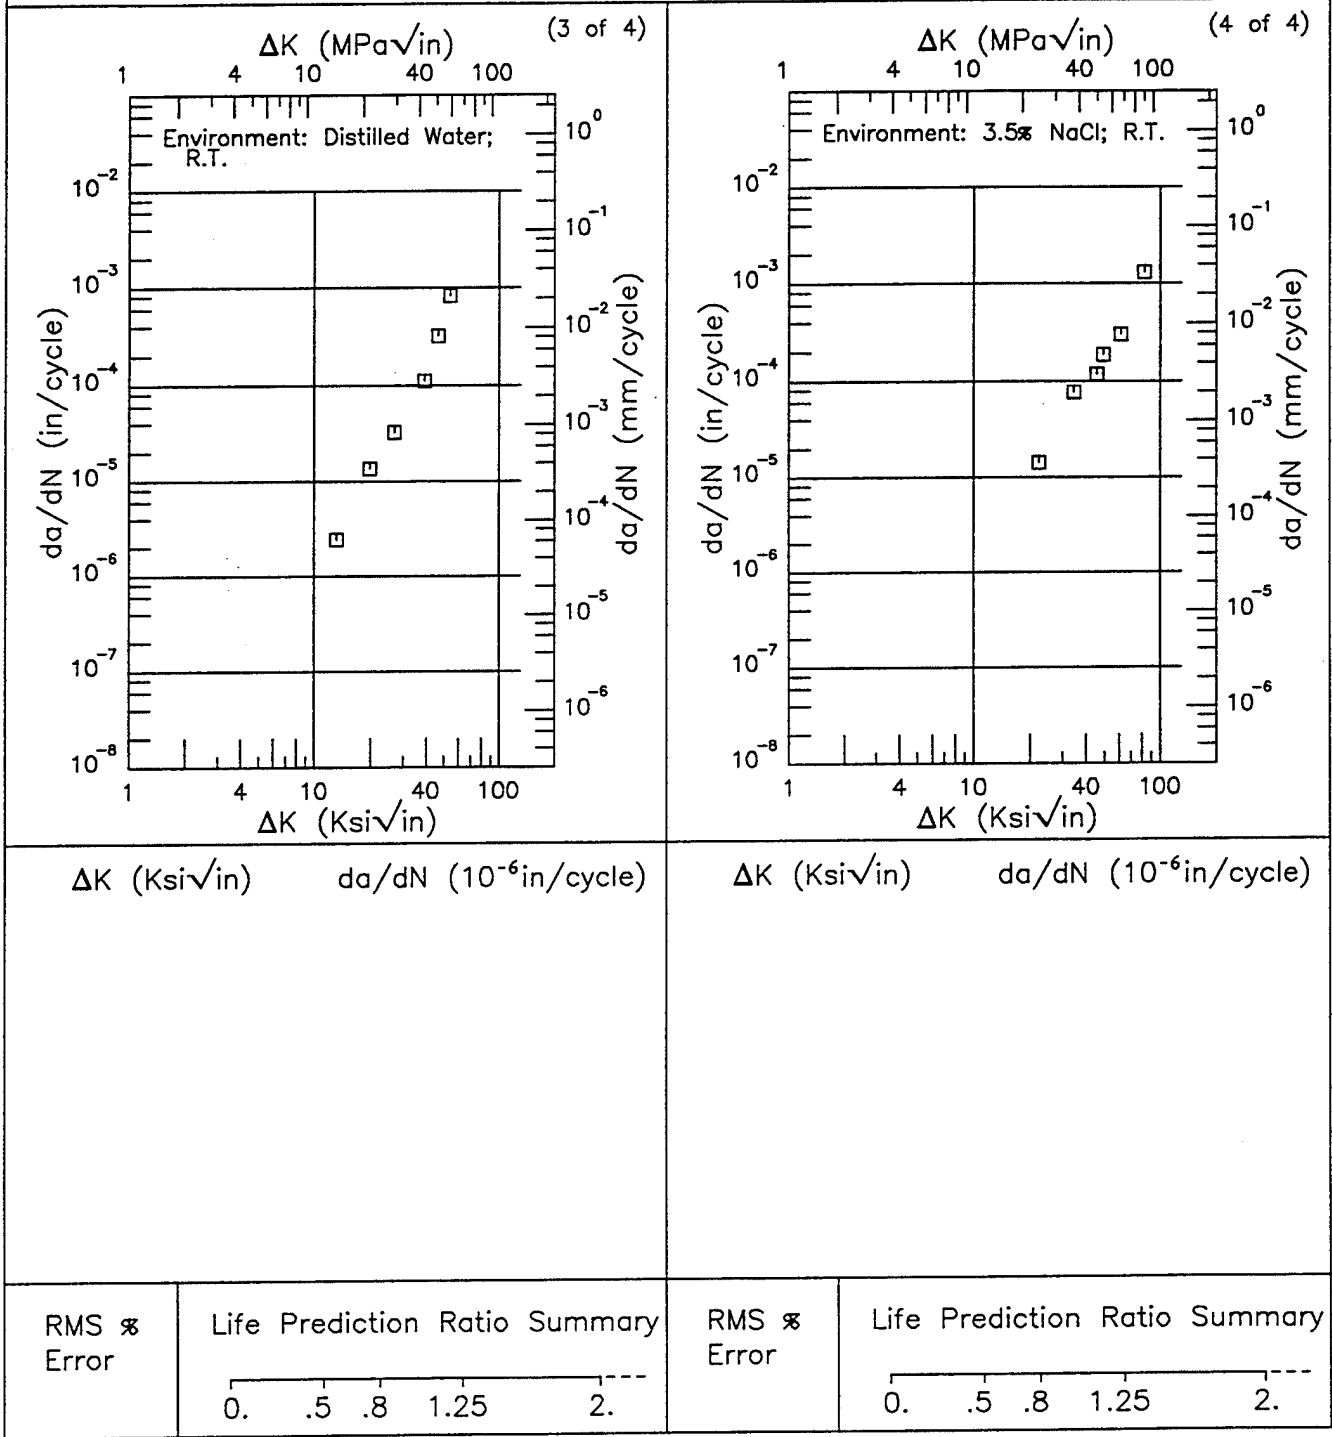 (3 of 4)
ΔK (MPa√in)
1 4 10 40 100
Environment: Distilled Water;
R.T.
10⁻²
10⁻³
10⁻⁴
10⁻⁵
10⁻⁶
10⁻⁷
10⁻⁸
da/dN (in/cycle)
10⁰
10⁻¹
10⁻²
10⁻³
10⁻⁴
10⁻⁵
10⁻⁶
da/dN (mm/cycle)
1 4 10 40 100
ΔK (Ksi√in)
ΔK (Ksi√in) da/dN (10⁻⁶in/cycle)
RMS %
Error
Life Prediction Ratio Summary
0. .5 .8 1.25 2.
(4 of 4)
ΔK (MPa√in)
1 4 10 40 100
Environment: 3.5% NaCl; R.T.
10⁻²
10⁻³
10⁻⁴
10⁻⁵
10⁻⁶
10⁻⁷
10⁻⁸
da/dN (in/cycle)
10⁰
10⁻¹
10⁻²
10⁻³
10⁻⁴
10⁻⁵
10⁻⁶
da/dN (mm/cycle)
1 4 10 40 100
ΔK (Ksi√in)
ΔK (Ksi√in) da/dN (10⁻⁶in/cycle)
RMS %
Error
Life Prediction Ratio Summary
0. .5 .8 1.25 2.